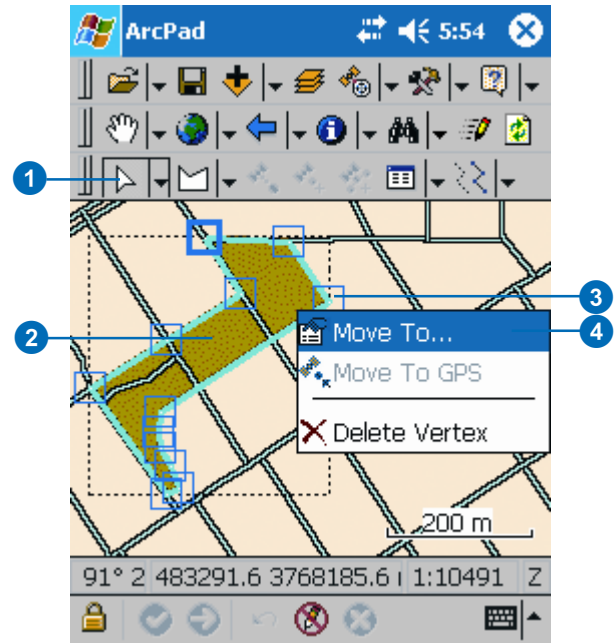 ArcPad 5:54
1
2
3
4
Move To...
Move To GPS
Delete Vertex
200 m
91° 2 483291.6 3768185.6 1:10491 Z